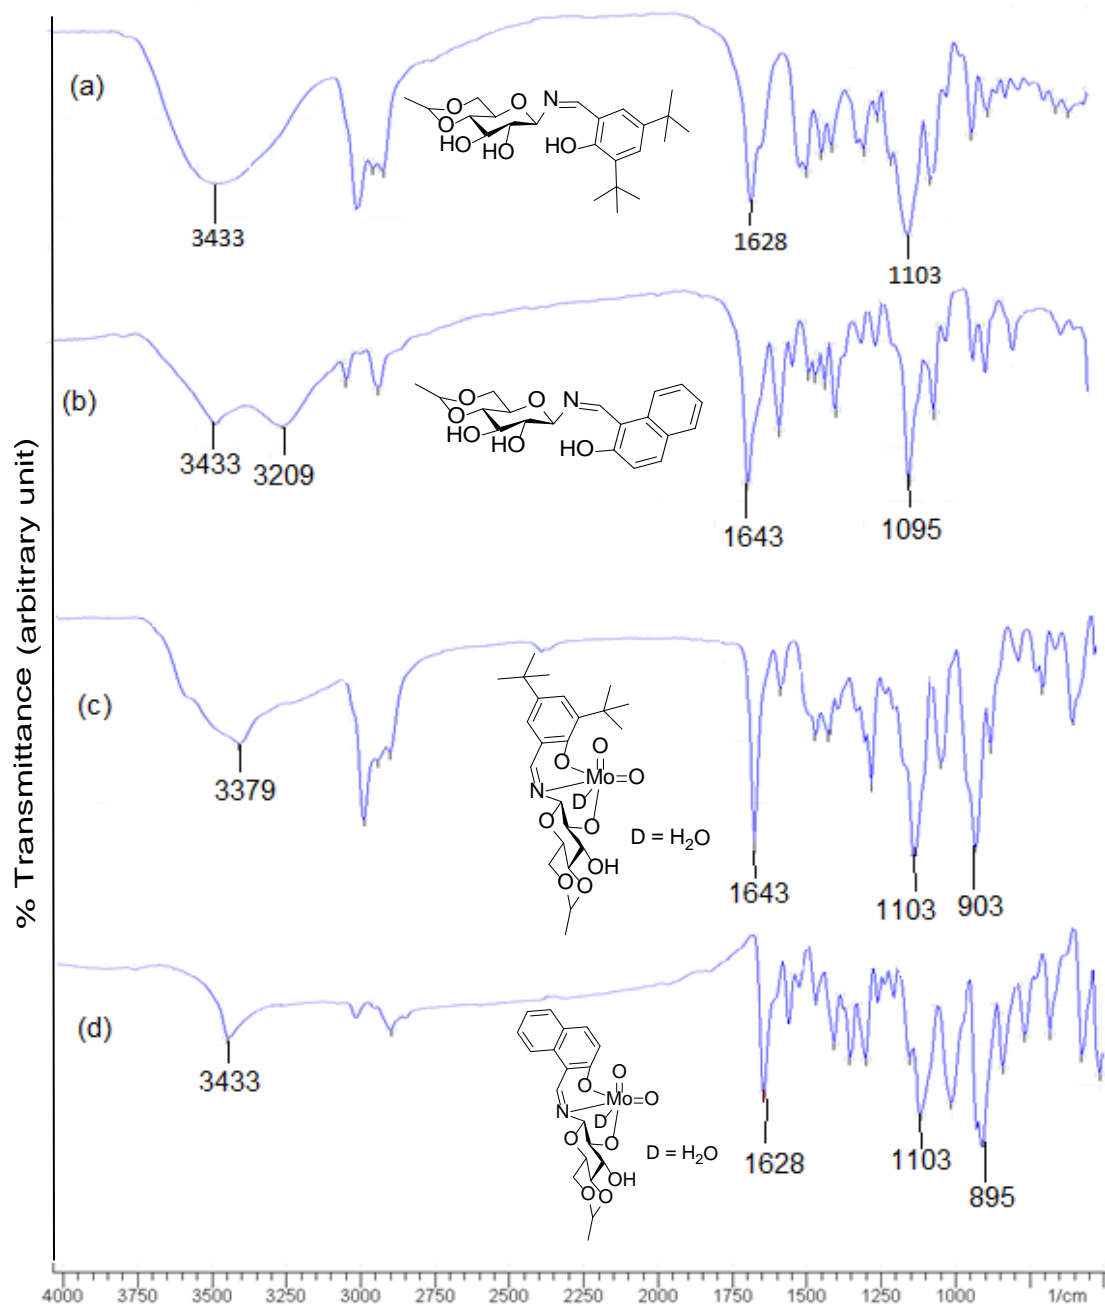 % Transmittance (arbitrary unit)
(a)
O
O
O
N
HO
HO
HO
3433
1628
1103
(b)
O
O
O
N
HO
HO
HO
3433
3209
1643
1095
(c)
O
O
Mo
O
N
D
O
O
OH
O
O
D = H₂O
3379
1643
1103
903
(d)
O
O
Mo
O
N
D
O
O
OH
O
O
D = H₂O
3433
1628
1103
895
4000 3750 3500 3250 2750 2500 2250 2000 1750 1500 1250 1000 1/cm